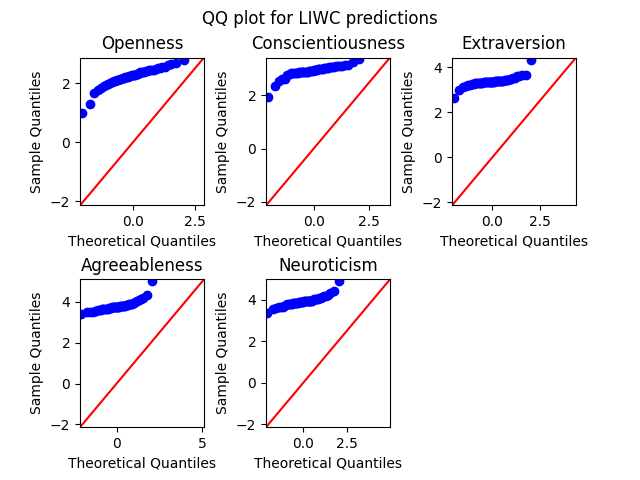 QQ plot for LIWC predictions
Openness
Conscientiousness
Extraversion
Sample Quantiles
2
0
−2
0.0
2.5
Theoretical Quantiles
Sample Quantiles
2
0
−2
0.0
2.5
Theoretical Quantiles
Sample Quantiles
4
2
0
−2
0.0
2.5
Theoretical Quantiles
Agreeableness
Neuroticism
Sample Quantiles
4
2
0
−2
0
5
Theoretical Quantiles
Sample Quantiles
4
2
0
−2
0.0
2.5
Theoretical Quantiles